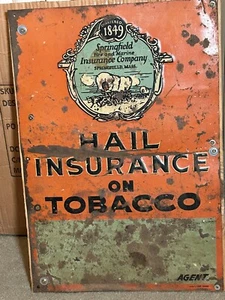 1849
Springfield
Fire and Marine
Insurance Company
SPRINGFIELD, MASS.
HAIL
INSURANCE
ON
TOBACCO
AGENT